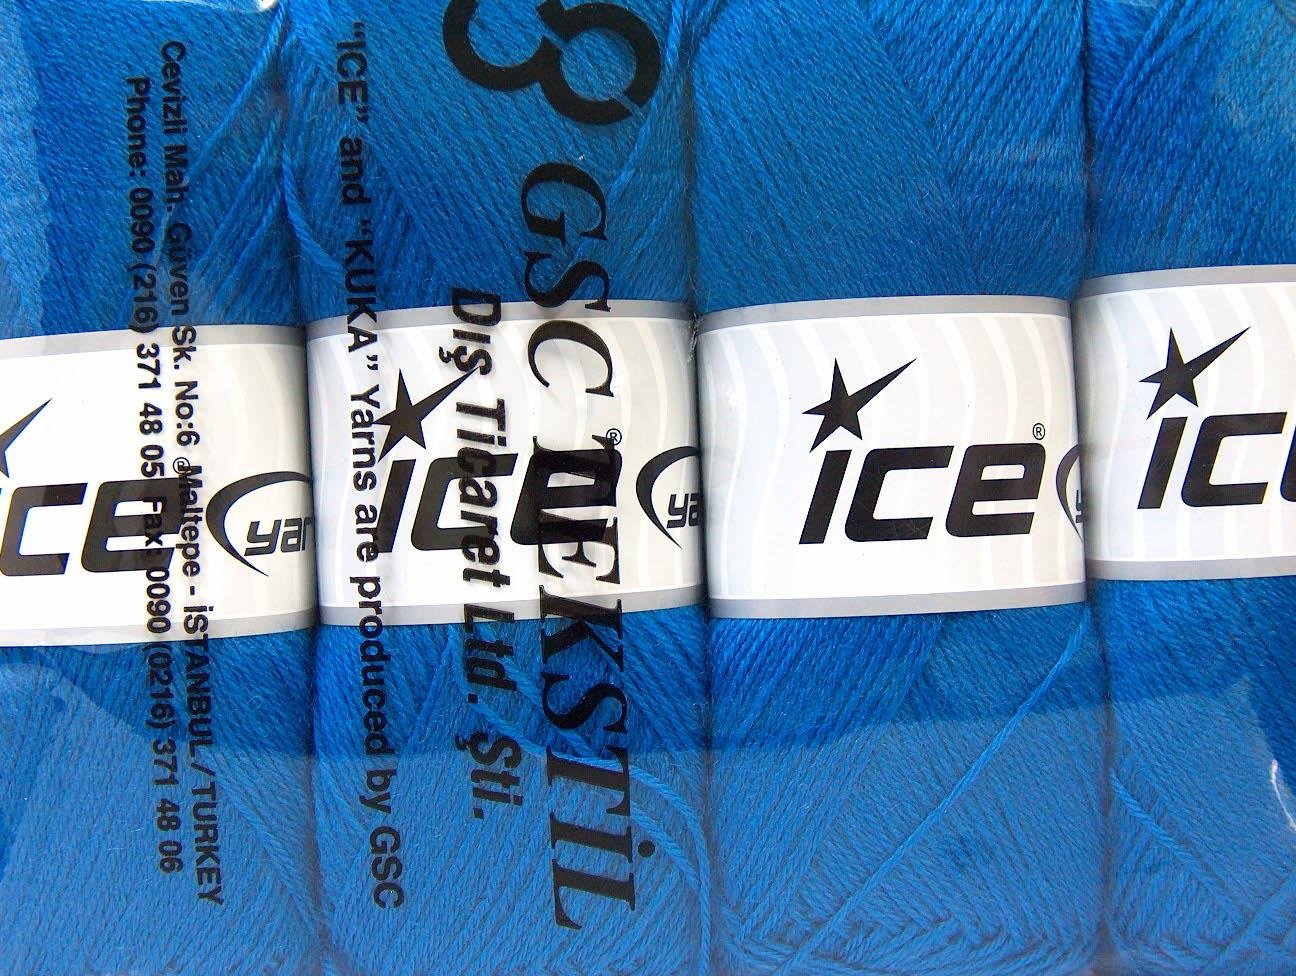 GSC TEKSTİL
Dış Ticaret Ltd. Şti.
"ICE" and "KUKA" Yarns are produced by GSC
Cevizli Mah. Güven Sk. No:6 Maltepe - İSTANBUL/TURKEY
Phone: 0090 (216) 371 48 05 Fax: 0090 (0216) 371 48 06
ice yar
ice ® ya
ice ® y
ice